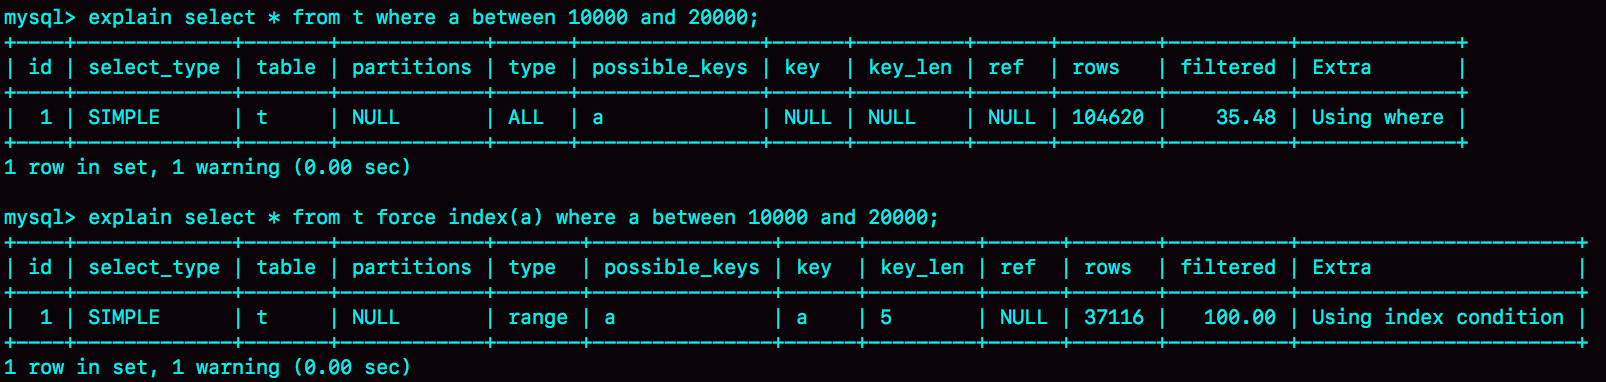 mysql> explain select * from t where a between 10000 and 20000;
+----+-------------+-------+------------+------+---------------+------+---------+------+--------+----------+-------------+
| id | select_type | table | partitions | type | possible_keys | key  | key_len | ref  | rows   | filtered | Extra       |
+----+-------------+-------+------------+------+---------------+------+---------+------+--------+----------+-------------+
|  1 | SIMPLE      | t     | NULL       | ALL  | a             | NULL | NULL    | NULL | 104620 |    35.48 | Using where |
+----+-------------+-------+------------+------+---------------+------+---------+------+--------+----------+-------------+
1 row in set, 1 warning (0.00 sec)
mysql> explain select * from t force index(a) where a between 10000 and 20000;
+----+-------------+-------+------------+-------+---------------+------+---------+------+-------+----------+-----------------------+
| id | select_type | table | partitions | type  | possible_keys | key  | key_len | ref  | rows  | filtered | Extra                 |
+----+-------------+-------+------------+-------+---------------+------+---------+------+-------+----------+-----------------------+
|  1 | SIMPLE      | t     | NULL       | range | a             | a    | 5       | NULL | 37116 |   100.00 | Using index condition |
+----+-------------+-------+------------+-------+---------------+------+---------+------+-------+----------+-----------------------+
1 row in set, 1 warning (0.00 sec)